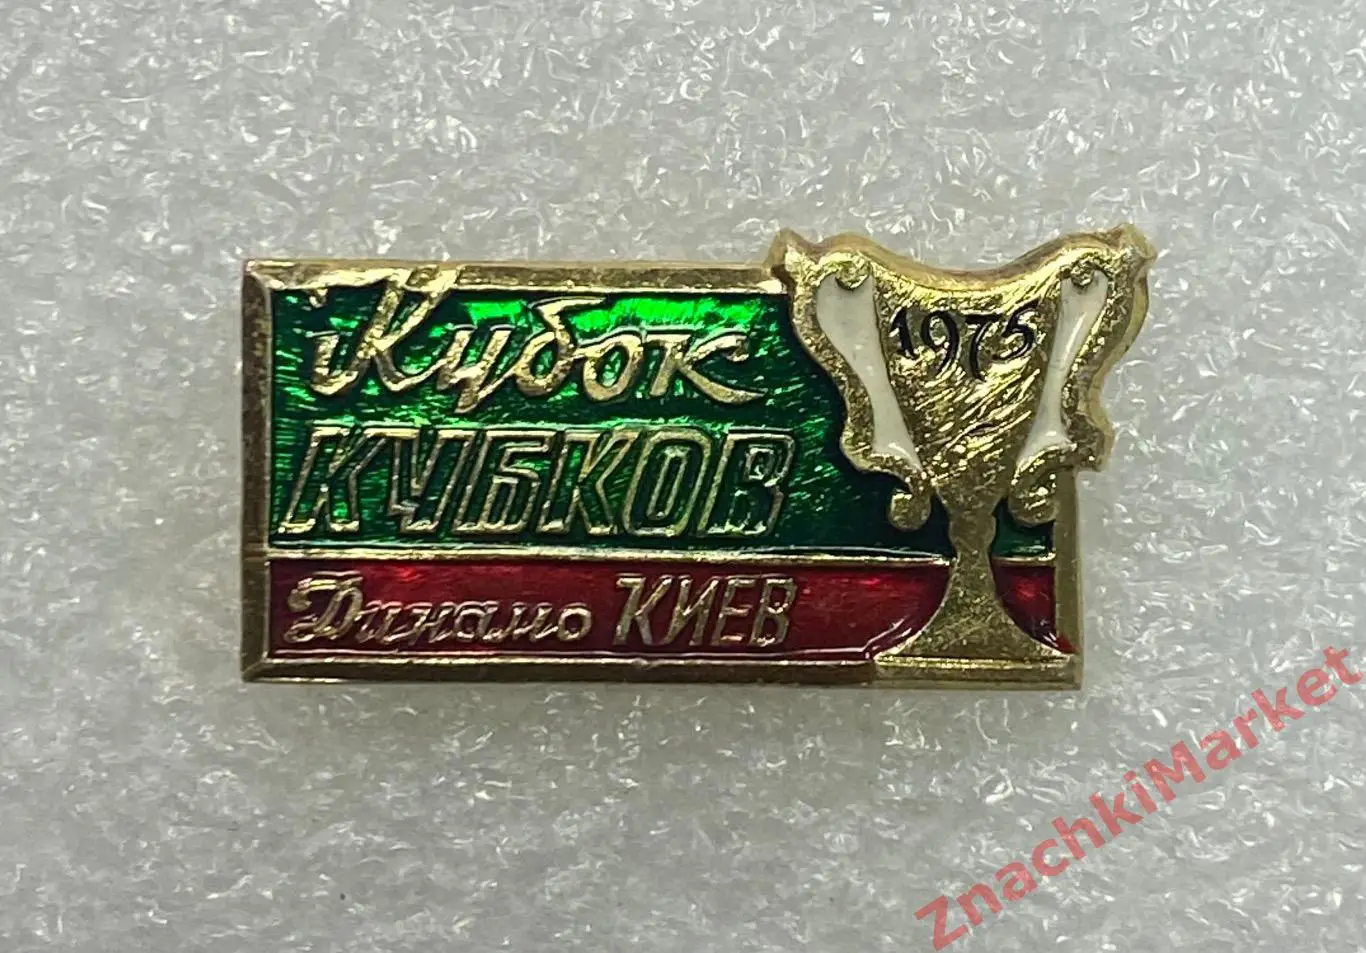 Кубок
КУБКОВ
Динамо КИЕВ
1975
ZnachkiMarket